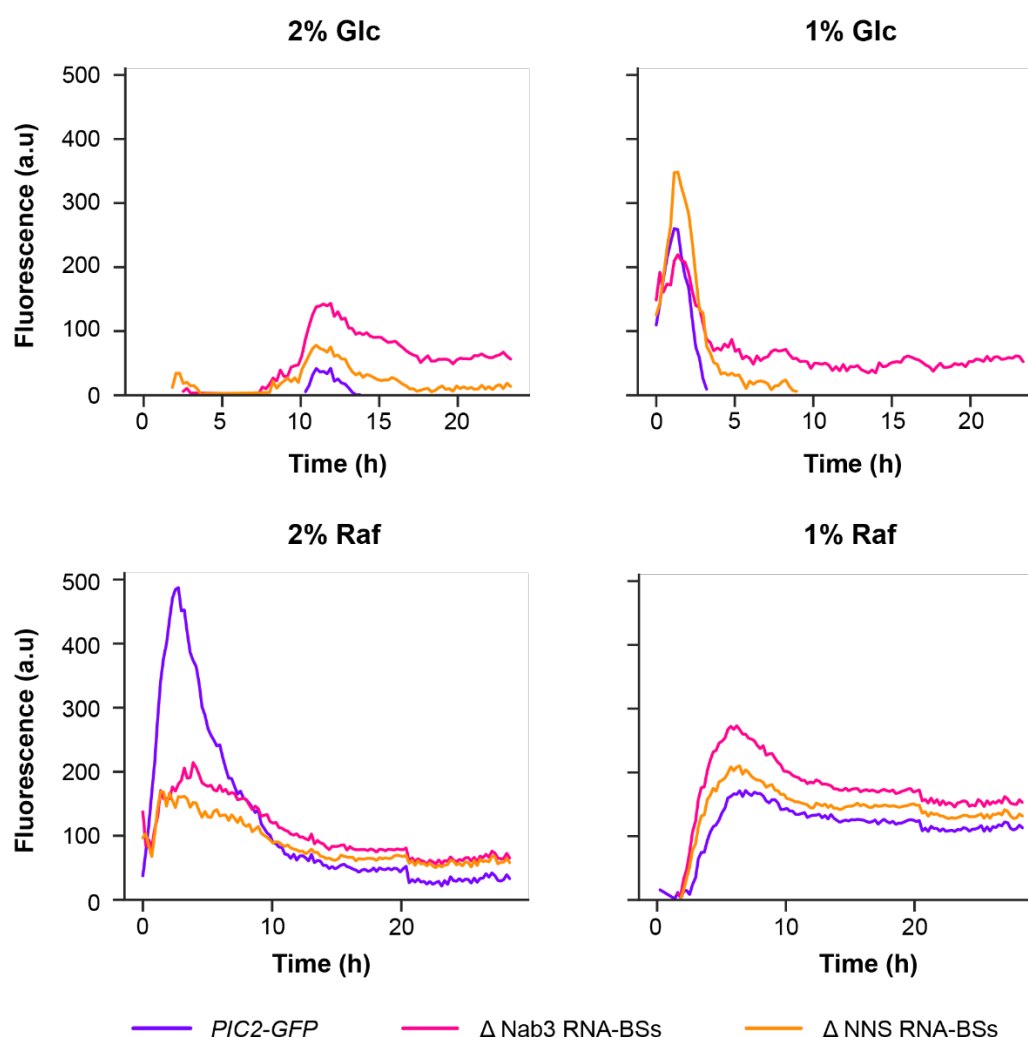 2% Glc
1% Glc
Fluorescence (a.u)
500
400
300
200
100
0
0 5 10 15 20
0 5 10 15 20
Time (h)
Time (h)
2% Raf
1% Raf
Fluorescence (a.u)
500
400
300
200
100
0
0 10 20
0 10 20
Time (h)
Time (h)
PIC2-GFP
Δ Nab3 RNA-BSs
Δ NNS RNA-BSs